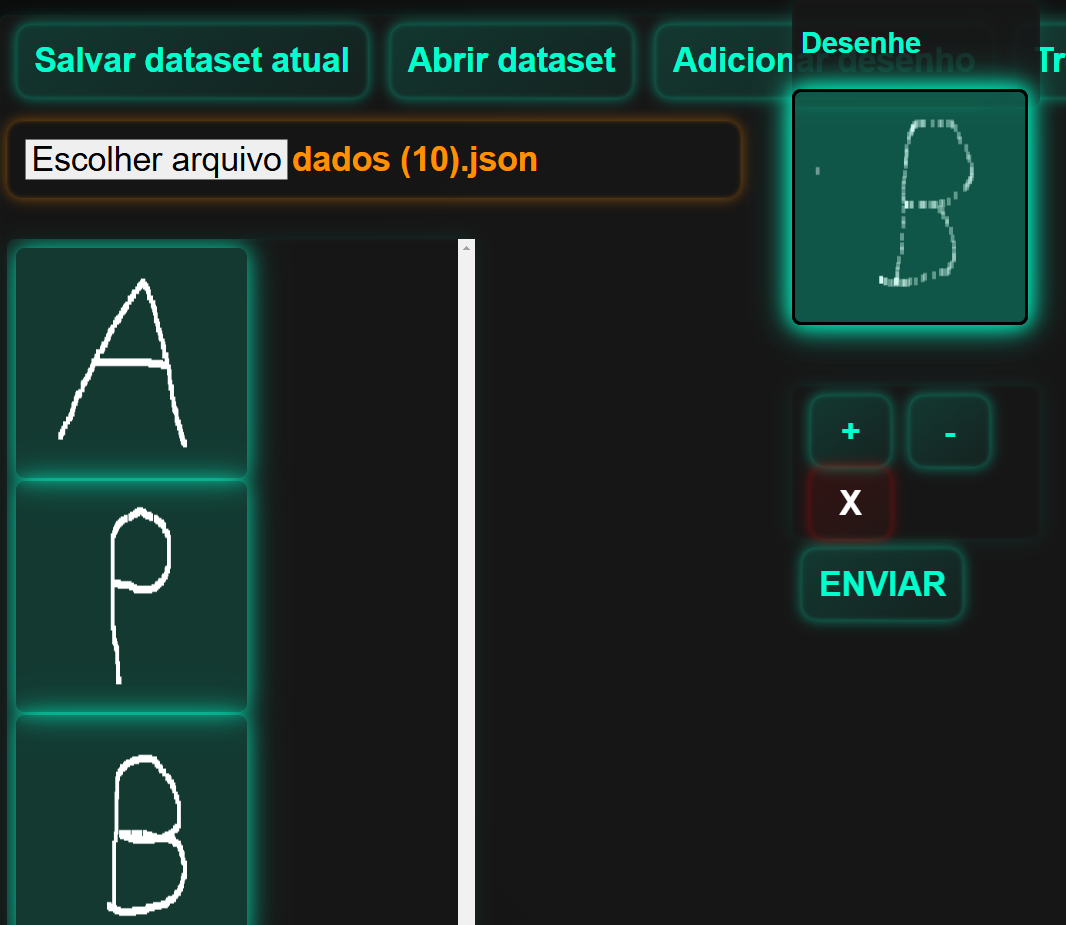 Salvar dataset atual
Abrir dataset
Adicionar desenho
Tr
Desenhe
B
Escolher arquivo dados (10).json
A
P
B
+
-
X
ENVIAR